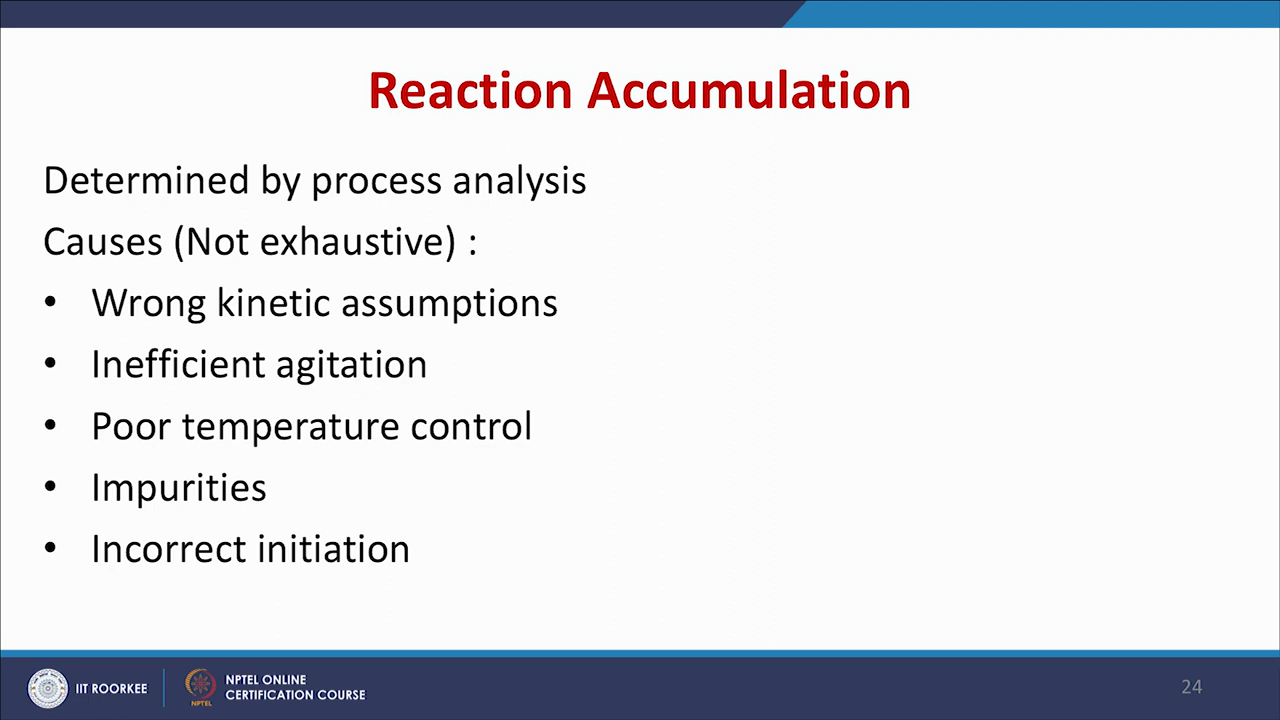 Reaction Accumulation
Determined by process analysis
Causes (Not exhaustive) :
• Wrong kinetic assumptions
• Inefficient agitation
• Poor temperature control
• Impurities
• Incorrect initiation
IIT ROORKEE
NPTEL
NPTEL ONLINE
CERTIFICATION COURSE
24